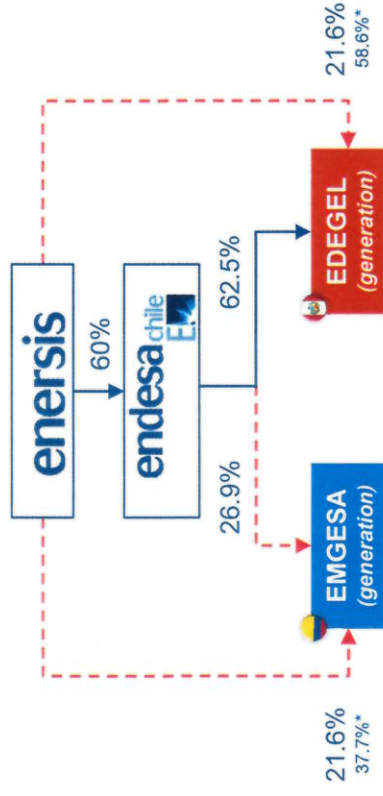 enersis
60%
endesa chile
E
26.9%
62.5%
21.6%
37.7%*
EMGESA
(generation)
EDEGEL
(generation)
21.6%
58.6%*